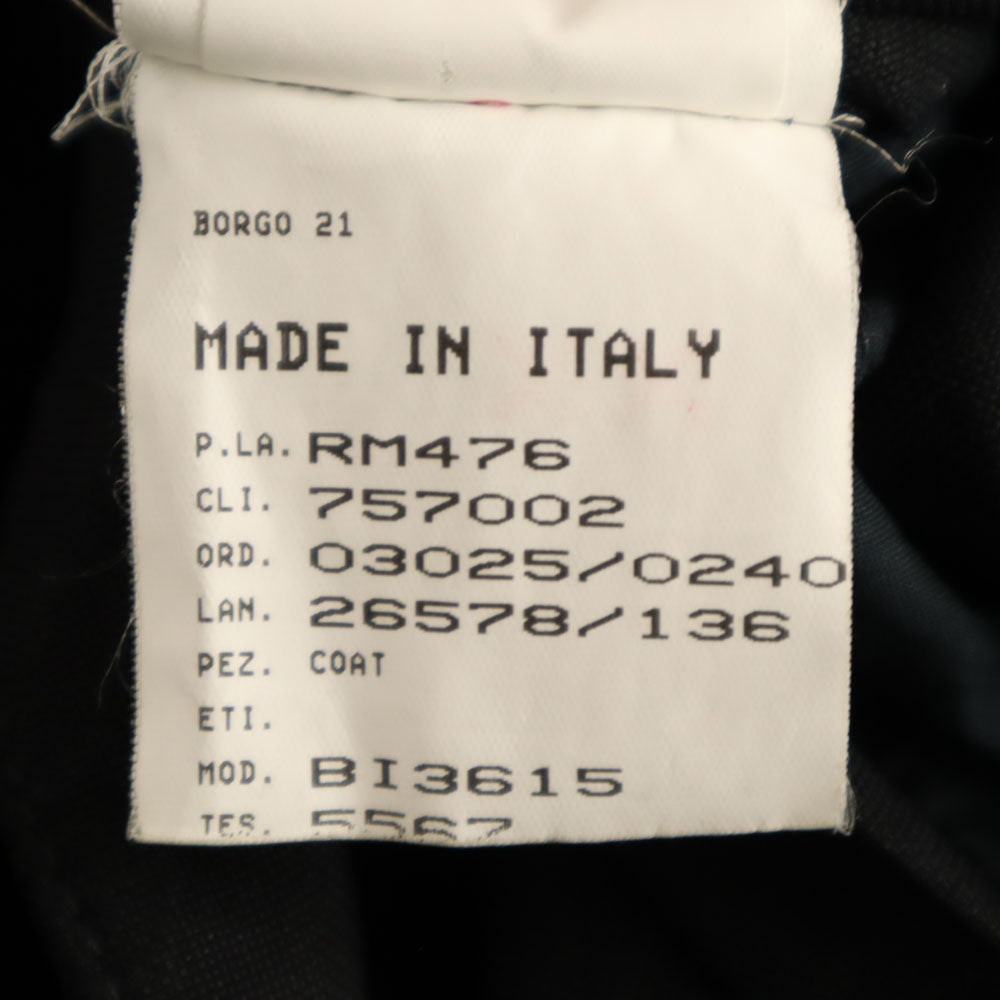 BORGO 21
MADE IN ITALY
P.LA. RM476
CLI. 757002
ORD. 03025/0240
LAN. 26578/136
PEZ. COAT
ETI.
MOD. BI3615
TES.